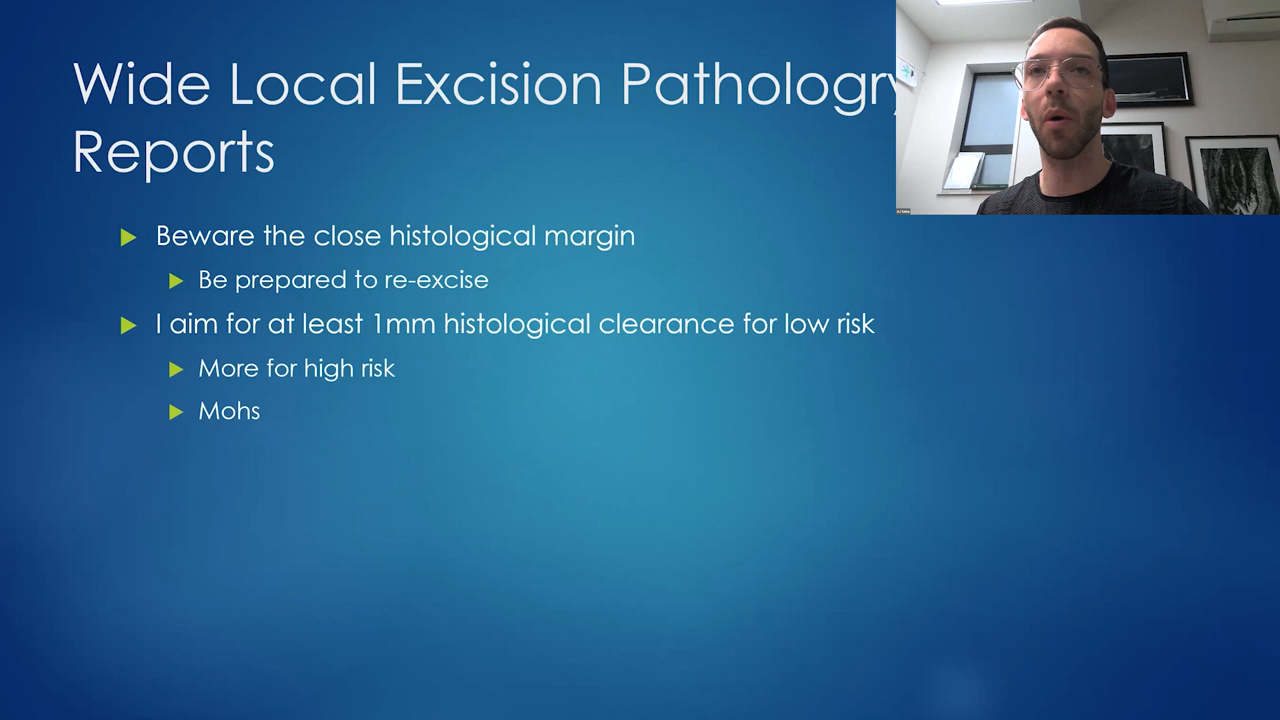 Wide Local Excision Pathologry
Reports
Beware the close histological margin
Be prepared to re-excise
I aim for at least 1mm histological clearance for low risk
More for high risk
Mohs